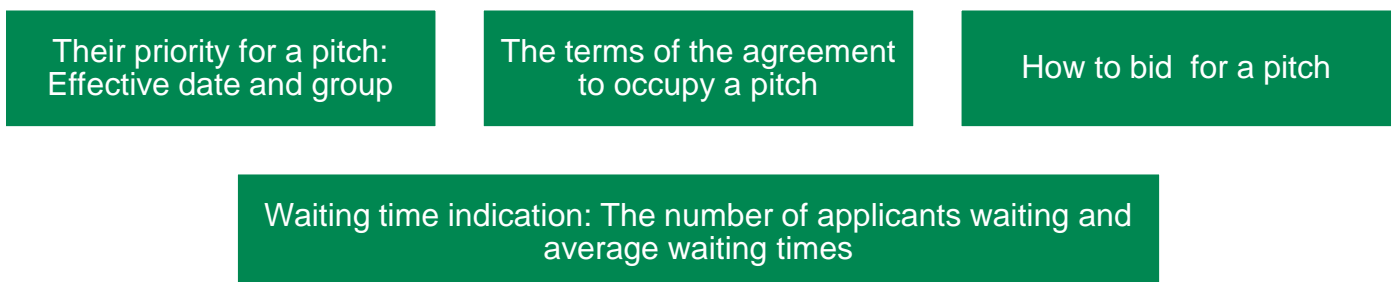 Their priority for a pitch:
Effective date and group
The terms of the agreement
to occupy a pitch
How to bid  for a pitch
Waiting time indication: The number of applicants waiting and
average waiting times